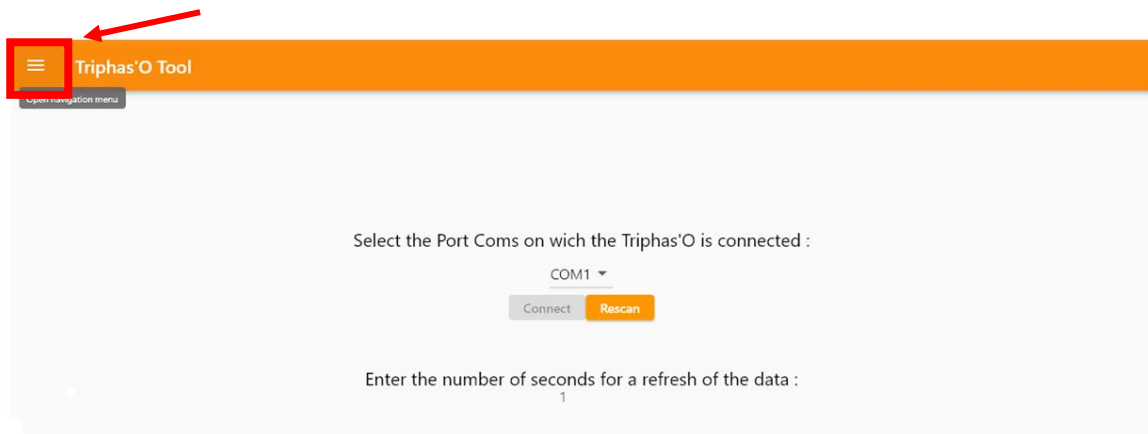 Triphas'O Tool
Open navigation menu
Select the Port Coms on wich the Triphas'O is connected :
COM1
Connect Rescan
Enter the number of seconds for a refresh of the data :
1